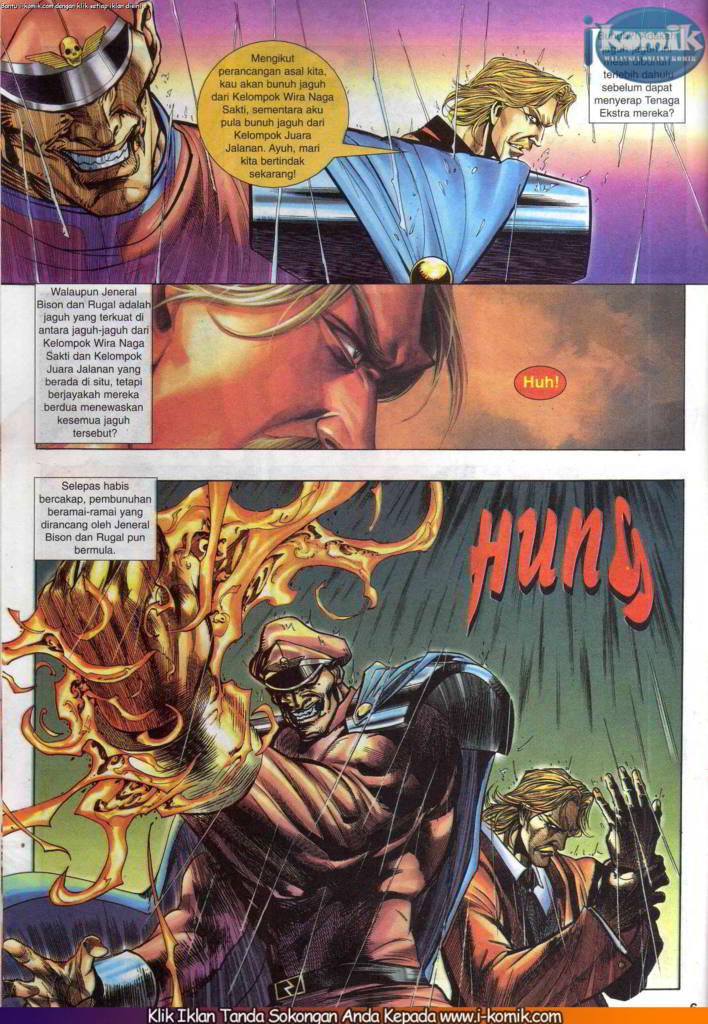 Bantu i-komik.com dengan klik setiap iklan disini!
i komik
MALAYSIA ONLINE KOMIK
Mengikut
perancangan asal kita,
kau akan bunuh jaguh
dari Kelompok Wira Naga
Sakti, sementara aku
pula bunuh jaguh dari
Kelompok Juara
Jalanan. Ayuh, mari
kita bertindak
sekarang!
mesti dibunuh
terlebih dahulu
sebelum dapat
menyerap Tenaga
Ekstra mereka?
Walaupun Jeneral
Bison dan Rugal adalah
jaguh yang terkuat di
antara jaguh-jaguh dari
Kelompok Wira Naga
Sakti dan Kelompok
Juara Jalanan yang
berada di situ, tetapi
berjayakah mereka
berdua menewaskan
kesemua jaguh
tersebut?
Huh!
Selepas habis
bercakap, pembunuhan
beramai-ramai yang
dirancang oleh Jeneral
Bison dan Rugal pun
bermula.
HUNG
Klik Iklan Tanda Sokongan Anda Kepada www.i-komik.com